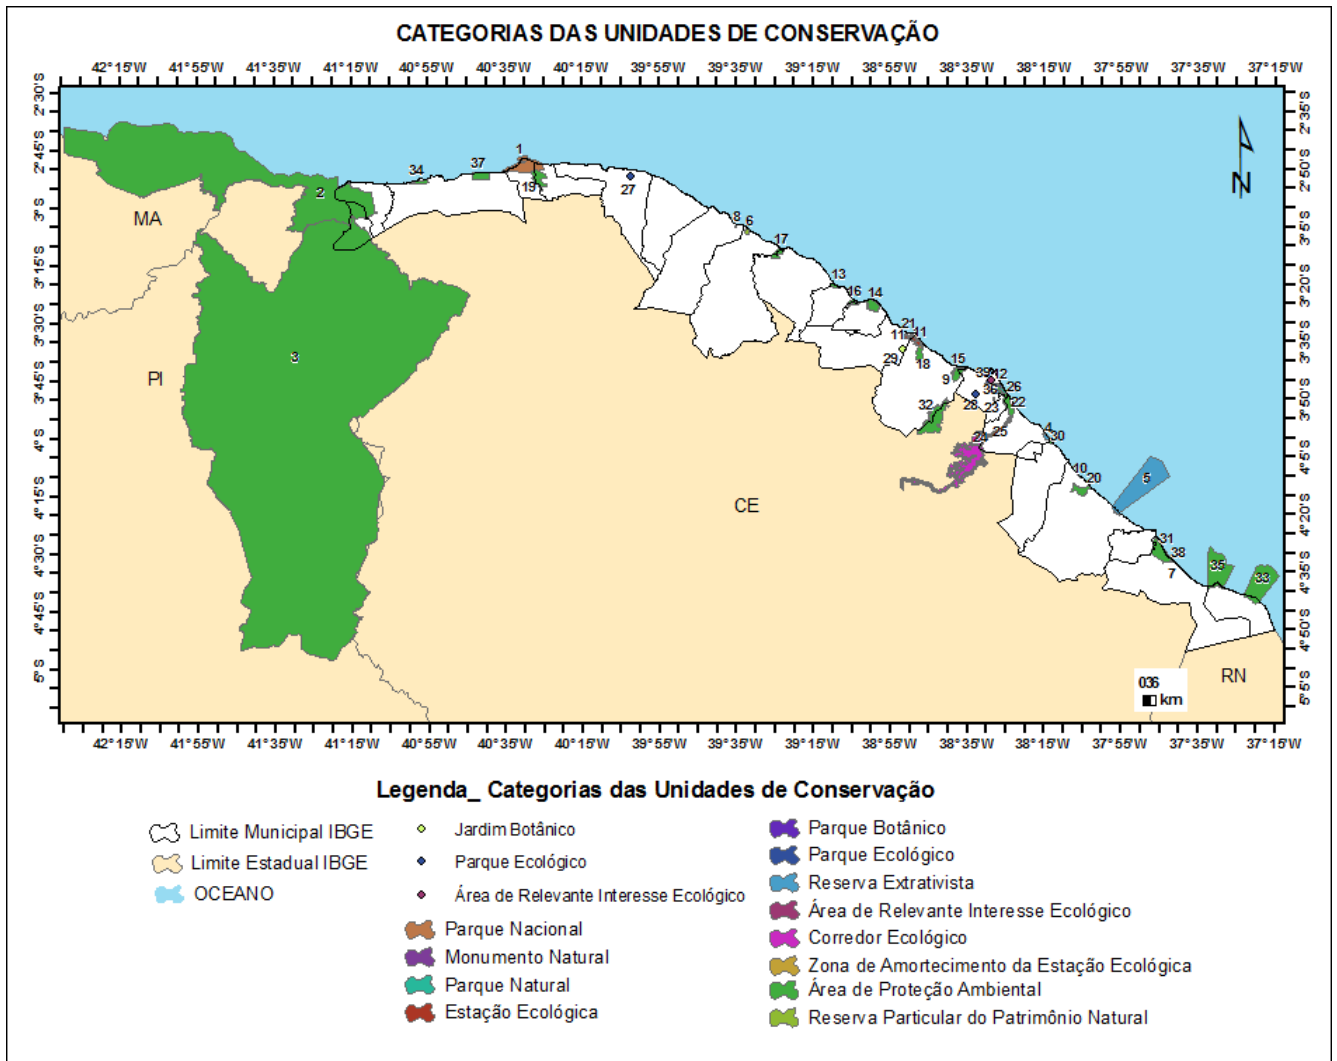 CATEGORIAS DAS UNIDADES DE CONSERVAÇÃO
42°15'W 41°55'W 41°35'W 41°15'W 40°55'W 40°35'W 40°15'W 39°55'W 39°35'W 39°15'W 38°55'W 38°35'W 38°15'W 37°55'W 37°35'W 37°15'W
2°30'S
2°45'S
3°S
3°15'S
3°30'S
3°45'S
4°S
4°15'S
4°30'S
4°45'S
5°S
2°35'S
2°50'S
3°5'S
3°20'S
3°35'S
3°50'S
4°5'S
4°20'S
4°35'S
4°50'S
5°5'S
N
1
34 37
2 19 27
MA
8 6
17
13
16 14
21
11 11
29 18
3
15
9 39 12
36 26
PI
32 28 23 22
24 25 4 30
10 20 5
CE
31
38
7 35 33
RN
036
km
42°15'W 41°55'W 41°35'W 41°15'W 40°55'W 40°35'W 40°15'W 39°55'W 39°35'W 39°15'W 38°55'W 38°35'W 38°15'W 37°55'W 37°35'W 37°15'W
Legenda_ Categorias das Unidades de Conservação
Limite Municipal IBGE
Limite Estadual IBGE
OCEANO
Jardim Botânico
Parque Ecológico
Área de Relevante Interesse Ecológico
Parque Nacional
Monumento Natural
Parque Natural
Estação Ecológica
Parque Botânico
Parque Ecológico
Reserva Extrativista
Área de Relevante Interesse Ecológico
Corredor Ecológico
Zona de Amortecimento da Estação Ecológica
Área de Proteção Ambiental
Reserva Particular do Patrimônio Natural